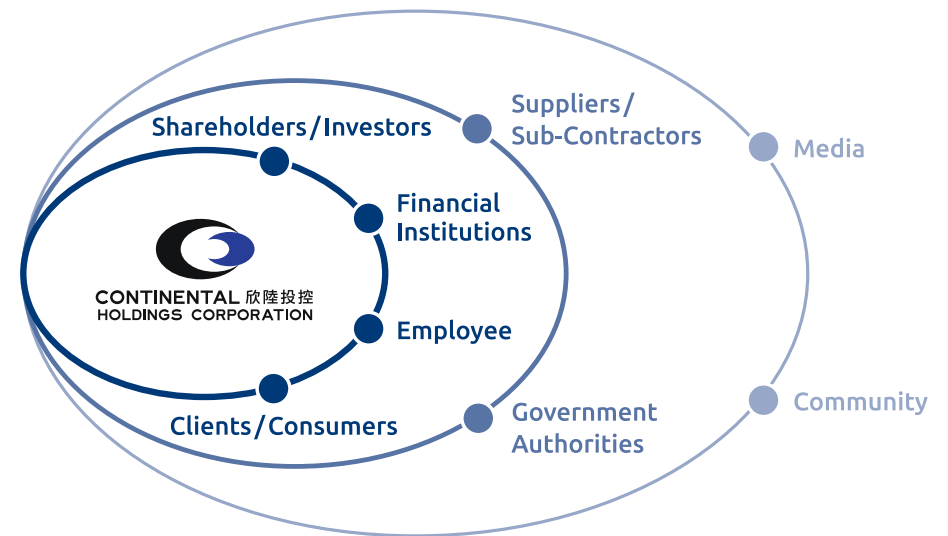 Suppliers/
Sub-Contractors
Shareholders/Investors
Media
Financial
Institutions
CONTINENTAL 欣陸投控
HOLDINGS CORPORATION
Employee
Clients/Consumers
Government
Authorities
Community